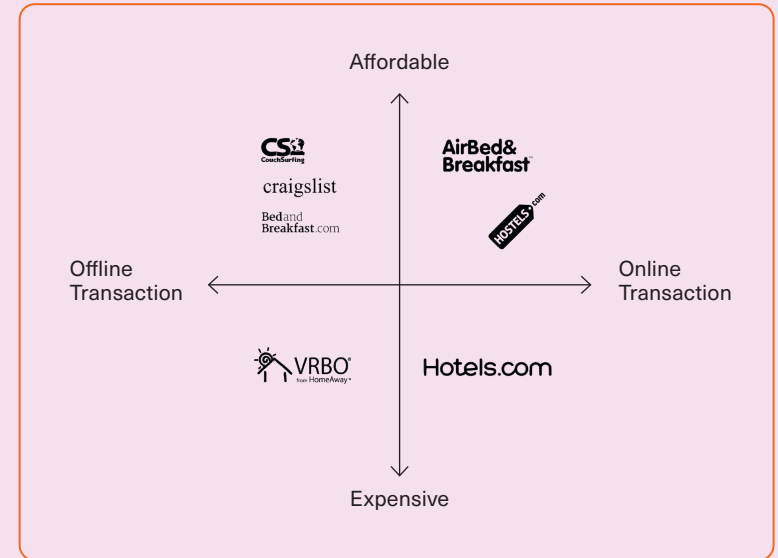 Affordable
CS
CouchSurfing
craigslist
Bedand
Breakfast.com
AirBed&
Breakfast™
HOSTELS.com
Offline
Transaction
Online
Transaction
VRBO®
from HomeAway®
Hotels.com
Expensive